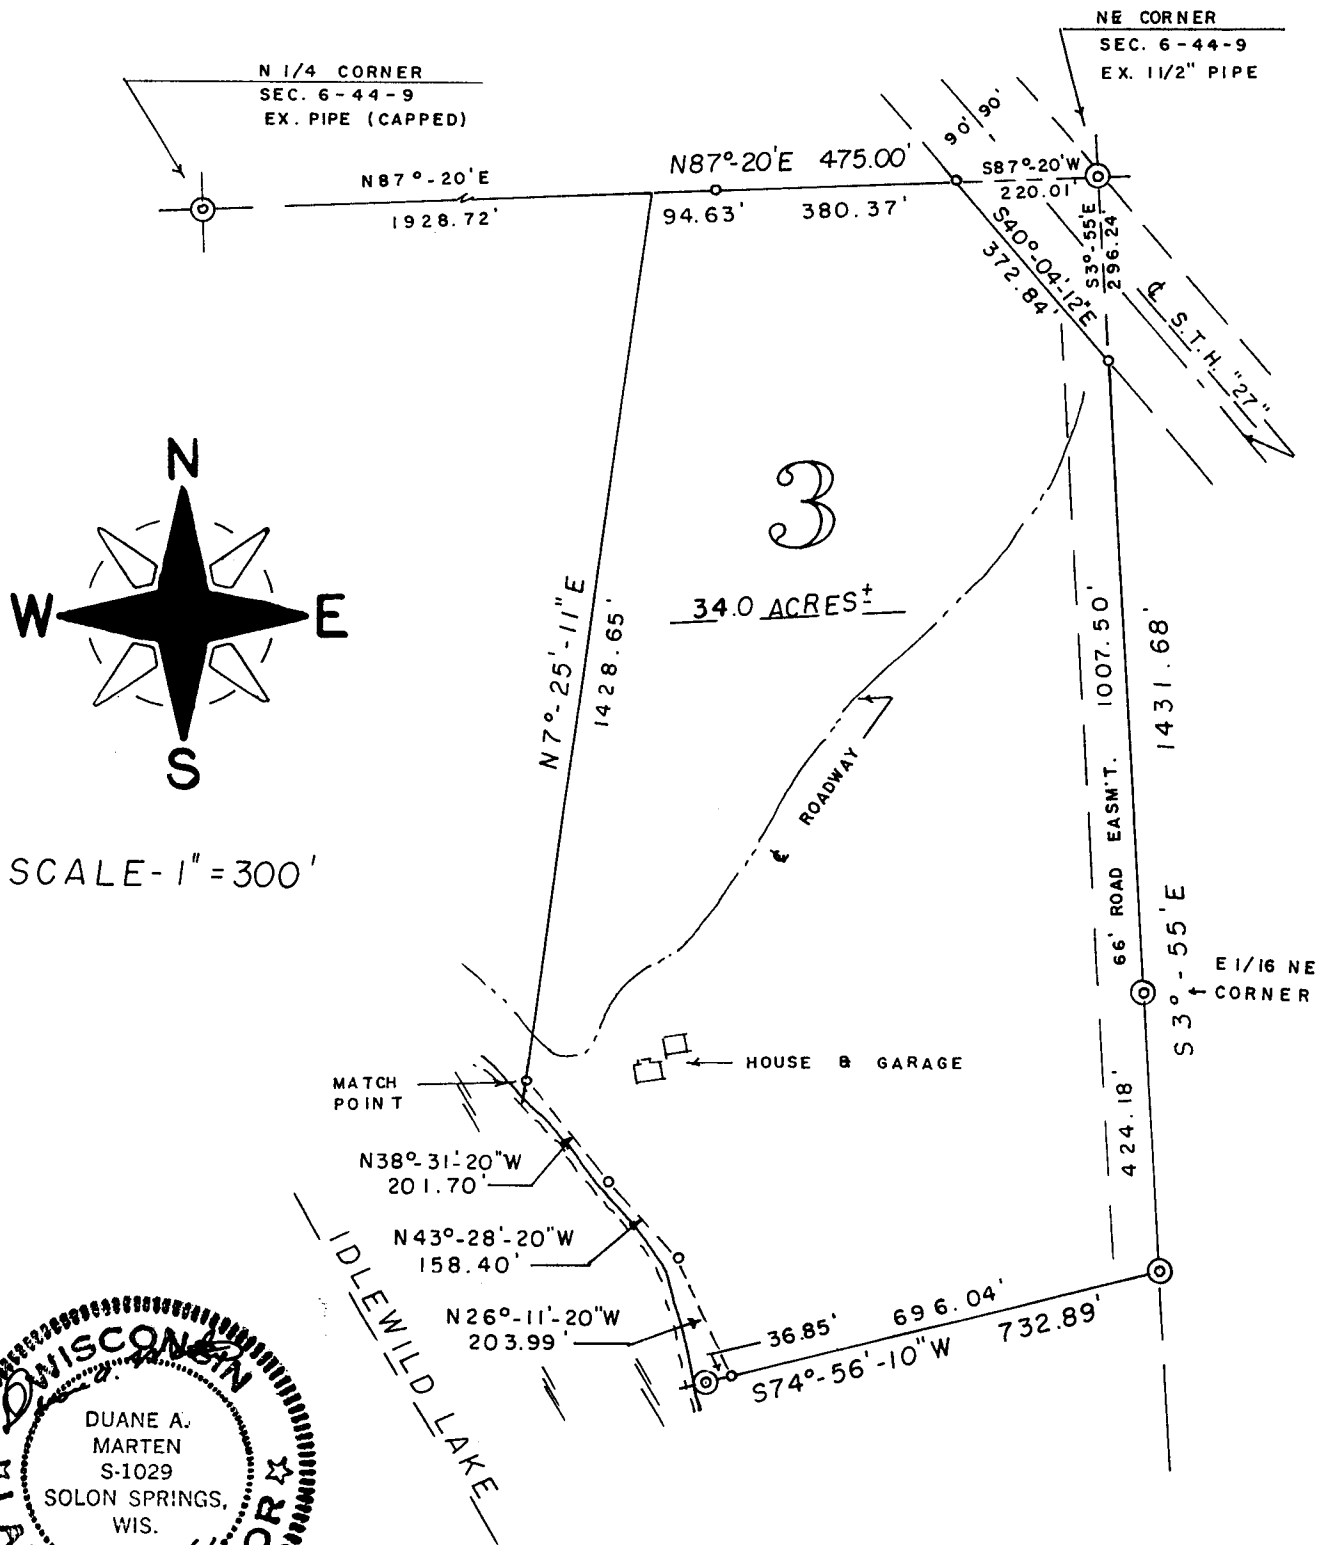 NE CORNER
SEC. 6-44-9
EX. 1 1/2" PIPE
N 1/4 CORNER
SEC. 6-44-9
EX. PIPE (CAPPED)
90' 90'
N87°-20'E 475.00'
S87°-20'W
220.01'
N87°-20'E
1928.72'
94.63' 380.37'
S40°-04'-12"E
372.84'
S3°-55'E
296.24'
℄ S.T.H. "27"
N
W E
S
3
34.0 ACRES±
N7°-25'-11"E
1428.65'
1007.50'
1431.68'
66' ROAD EASM'T.
℄ ROADWAY
SCALE-1"=300'
S3°-55'E
E 1/16 NE
CORNER
HOUSE & GARAGE
MATCH
POINT
424.18'
N38°-31'-20"W
201.70'
N43°-28'-20"W
158.40'
N26°-11'-20"W
203.99'
36.85' 696.04'
S74°-56'-10"W 732.89'
IDLEWILD LAKE
WISCONSIN
DUANE A.
MARTEN
S-1029
SOLON SPRINGS,
WIS.